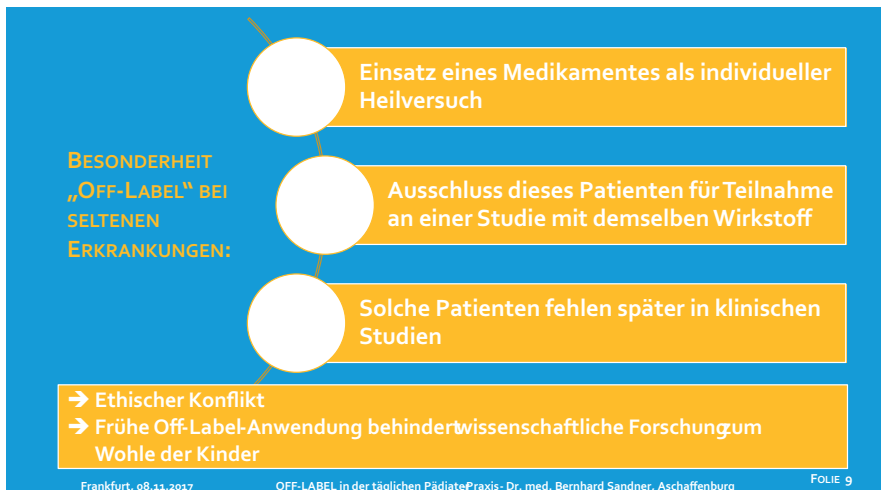 Einsatz eines Medikamentes als individueller
Heilversuch
BESONDERHEIT
„OFF-LABEL“ BEI
SELTENEN
ERKRANKUNGEN:
Ausschluss dieses Patienten für Teilnahme
an einer Studie mit demselben Wirkstoff
Solche Patienten fehlen später in klinischen
Studien
➔ Ethischer Konflikt
➔ Frühe Off-Label-Anwendung behindert wissenschaftliche Forschung zum
Wohle der Kinder
Frankfurt, 08.11.2017 OFF-LABEL in der täglichen Pädiater-Praxis- Dr. med. Bernhard Sandner, Aschaffenburg FOLIE 9